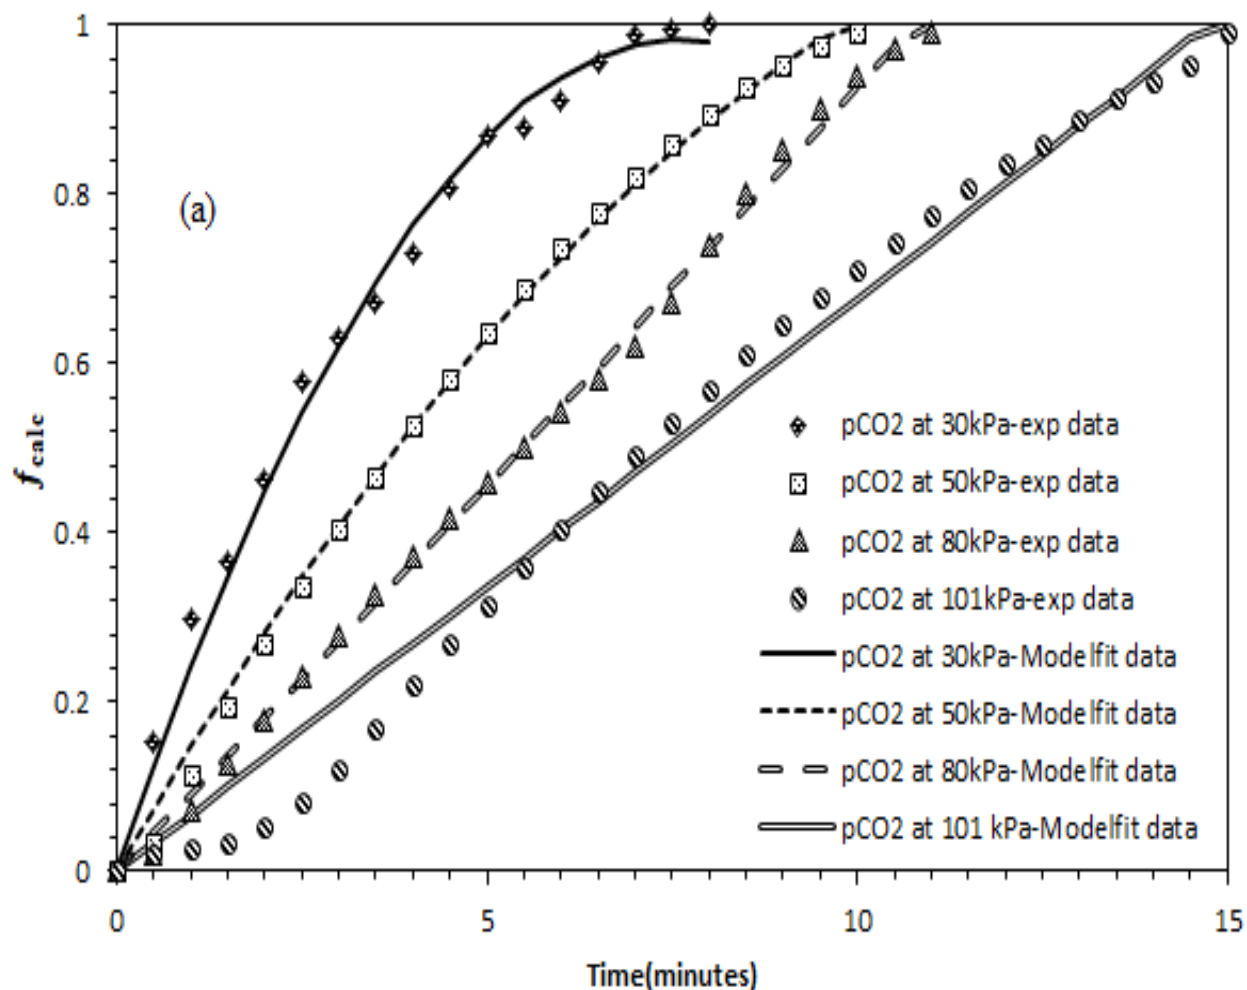 1
0.8
0.6
0.4
0.2
0
f calc
(a)
pCO2 at 30kPa-exp data
pCO2 at 50kPa-exp data
pCO2 at 80kPa-exp data
pCO2 at 101kPa-exp data
pCO2 at 30kPa-Modelfit data
pCO2 at 50kPa-Modelfit data
pCO2 at 80kPa-Modelfit data
pCO2 at 101 kPa-Modelfit data
0 5 10 15
Time(minutes)